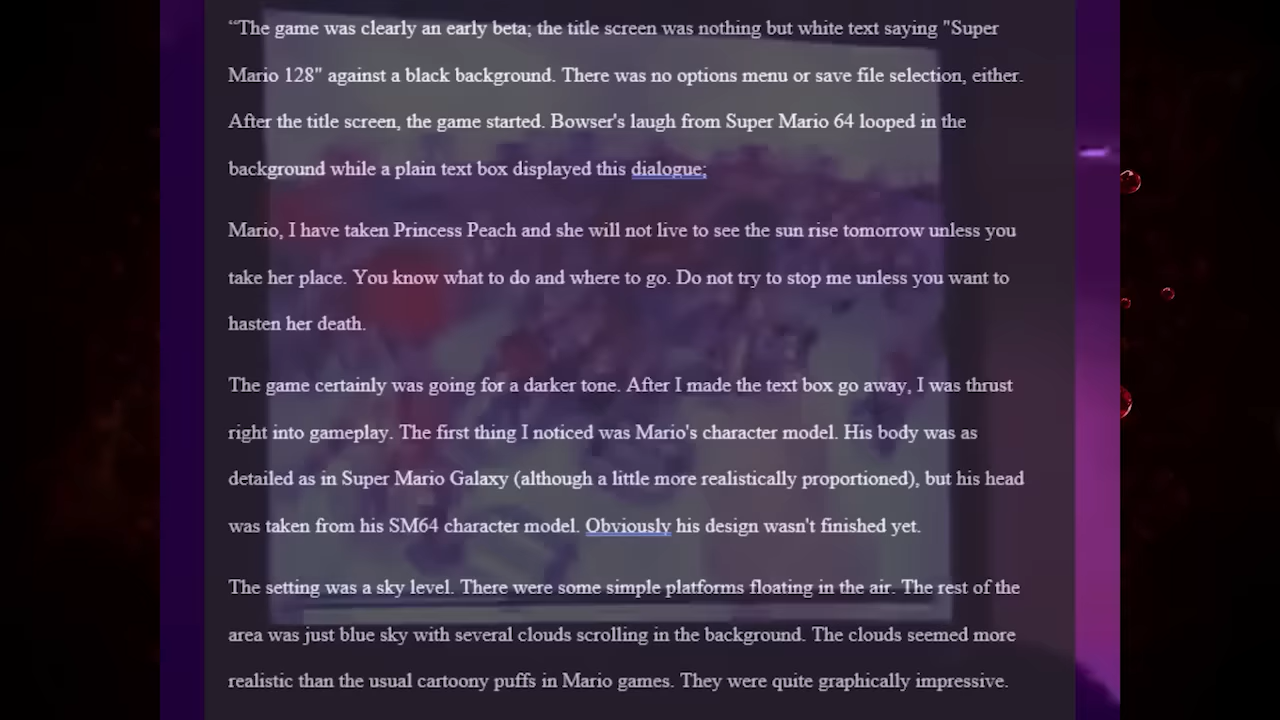 “The game was clearly an early beta; the title screen was nothing but white text saying "Super
Mario 128" against a black background. There was no options menu or save file selection, either.
After the title screen, the game started. Bowser's laugh from Super Mario 64 looped in the
background while a plain text box displayed this dialogue;
Mario, I have taken Princess Peach and she will not live to see the sun rise tomorrow unless you
take her place. You know what to do and where to go. Do not try to stop me unless you want to
hasten her death.
The game certainly was going for a darker tone. After I made the text box go away, I was thrust
right into gameplay. The first thing I noticed was Mario's character model. His body was as
detailed as in Super Mario Galaxy (although a little more realistically proportioned), but his head
was taken from his SM64 character model. Obviously his design wasn't finished yet.
The setting was a sky level. There were some simple platforms floating in the air. The rest of the
area was just blue sky with several clouds scrolling in the background. The clouds seemed more
realistic than the usual cartoony puffs in Mario games. They were quite graphically impressive.